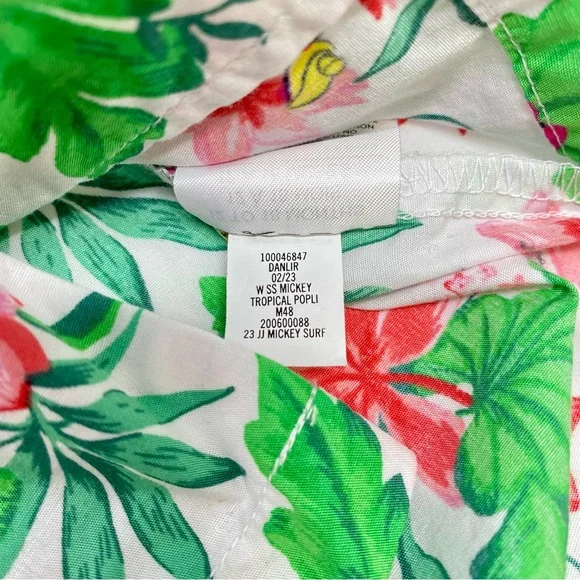 100046847
DANLIR
02/23
W SS MICKEY
TROPICAL POPLI
M48
200600088
23 JJ MICKEY SURF